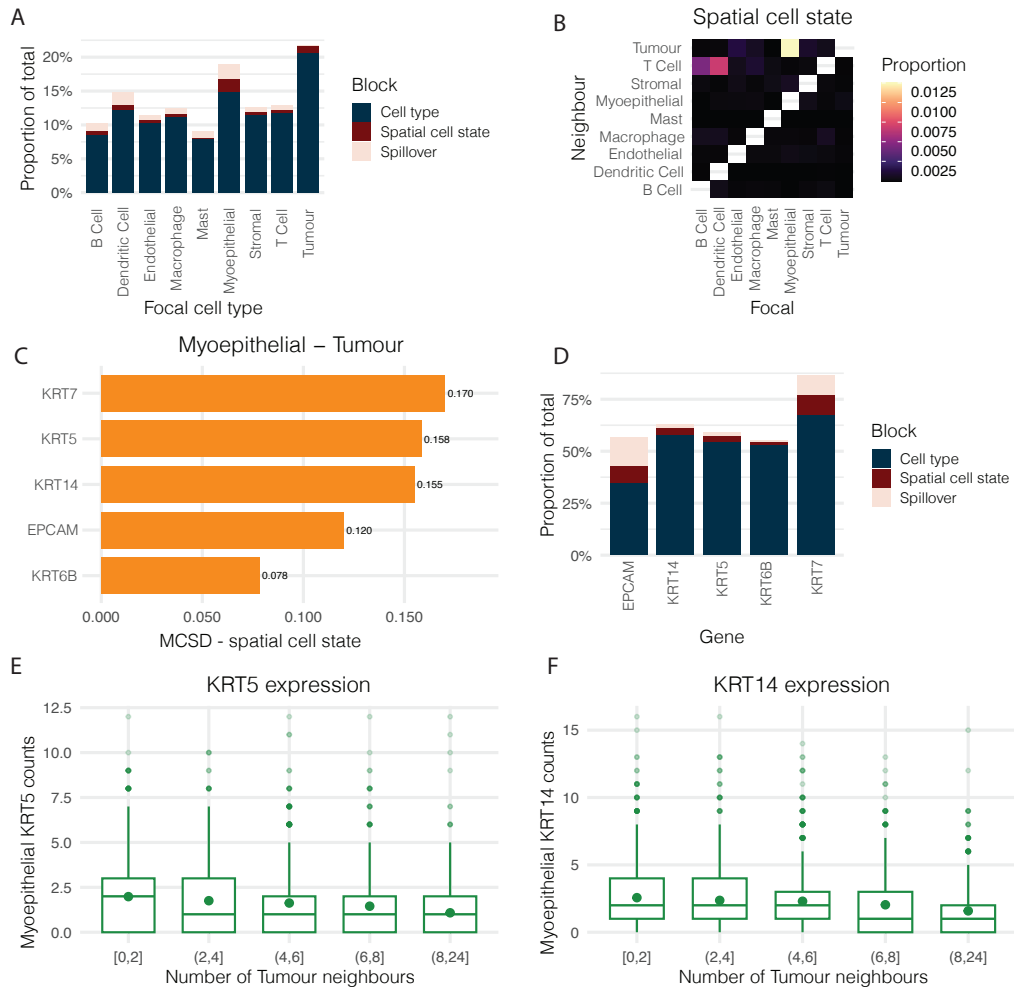 A
Proportion of total
20%
15%
10%
5%
0%
B Cell
Dendritic Cell
Endothelial
Macrophage
Mast
Myoepithelial
Stromal
T Cell
Tumour
Focal cell type
Block
Cell type
Spatial cell state
Spillover
B
Spatial cell state
Neighbour
Tumour
T Cell
Stromal
Myoepithelial
Mast
Macrophage
Endothelial
Dendritic Cell
B Cell
B Cell
Dendritic Cell
Endothelial
Macrophage
Mast
Myoepithelial
Stromal
T Cell
Tumour
Focal
Proportion
0.0125
0.0100
0.0075
0.0050
0.0025
C
Myoepithelial – Tumour
KRT7
0.170
KRT5
0.158
KRT14
0.155
EPCAM
0.120
KRT6B
0.078
0.000 0.050 0.100 0.150
MCSD - spatial cell state
D
Proportion of total
75%
50%
25%
0%
EPCAM
KRT14
KRT5
KRT6B
KRT7
Gene
Block
Cell type
Spatial cell state
Spillover
E
KRT5 expression
Myoepithelial KRT5 counts
12.5
10.0
7.5
5.0
2.5
0.0
[0,2] (2,4] (4,6] (6,8] (8,24]
Number of Tumour neighbours
F
KRT14 expression
Myoepithelial KRT14 counts
15
10
5
0
[0,2] (2,4] (4,6] (6,8] (8,24]
Number of Tumour neighbours